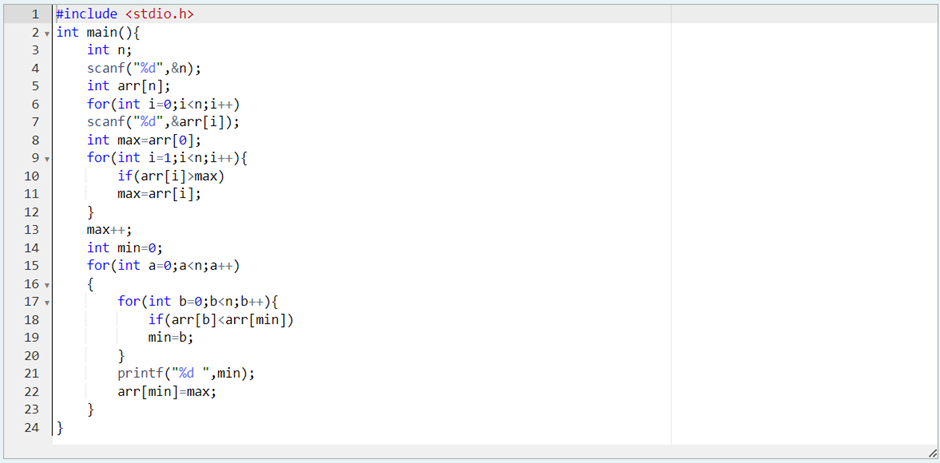 1 #include <stdio.h>
2 int main(){
3 int n;
4 scanf("%d",&n);
5 int arr[n];
6 for(int i=0;i<n;i++)
7 scanf("%d",&arr[i]);
8 int max=arr[0];
9 for(int i=1;i<n;i++){
10 if(arr[i]>max)
11 max=arr[i];
12 }
13 max++;
14 int min=0;
15 for(int a=0;a<n;a++)
16 {
17 for(int b=0;b<n;b++){
18 if(arr[b]<arr[min])
19 min=b;
20 }
21 printf("%d ",min);
22 arr[min]=max;
23 }
24 }